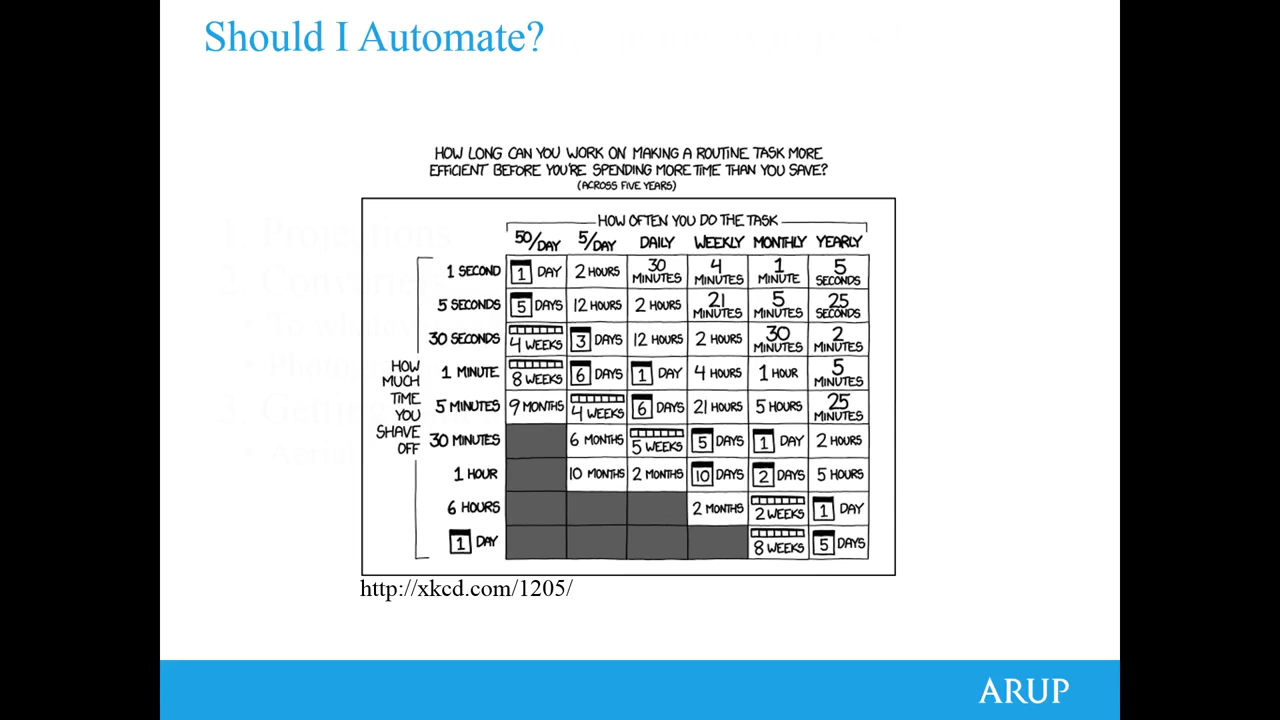 Should I Automate?
HOW LONG CAN YOU WORK ON MAKING A ROUTINE TASK MORE
EFFICIENT BEFORE YOU'RE SPENDING MORE TIME THAN YOU SAVE?
(ACROSS FIVE YEARS)
HOW OFTEN YOU DO THE TASK
50/DAY 5/DAY DAILY WEEKLY MONTHLY YEARLY
HOW MUCH TIME YOU SHAVE OFF
1 SECOND 1 DAY 2 HOURS 30 MINUTES 4 MINUTES 1 MINUTE 5 SECONDS
5 SECONDS 5 DAYS 12 HOURS 2 HOURS 21 MINUTES 5 MINUTES 25 SECONDS
30 SECONDS 4 WEEKS 3 DAYS 12 HOURS 2 HOURS 30 MINUTES 2 MINUTES
1 MINUTE 8 WEEKS 6 DAYS 1 DAY 4 HOURS 1 HOUR 5 MINUTES
5 MINUTES 9 MONTHS 4 WEEKS 6 DAYS 21 HOURS 5 HOURS 25 MINUTES
30 MINUTES 6 MONTHS 5 WEEKS 5 DAYS 1 DAY 2 HOURS
1 HOUR 10 MONTHS 2 MONTHS 10 DAYS 2 DAYS 5 HOURS
6 HOURS 2 MONTHS 2 WEEKS 1 DAY
1 DAY 8 WEEKS 5 DAYS
http://xkcd.com/1205/
1. Projections
2. Converters
3. Getting
• Aerial
ARUP